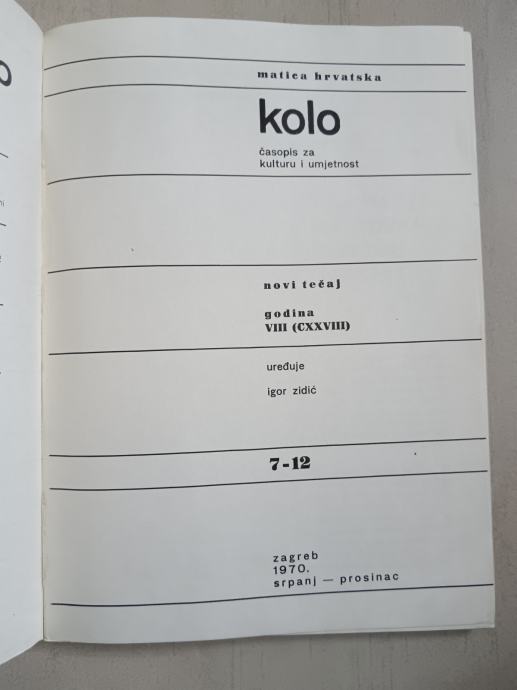 matica hrvatska
kolo
časopis za
kulturu i umjetnost
novi tečaj
godina
VIII (CXXVIII)
uređuje
igor zidić
7-12
zagreb
1970.
srpanj — prosinac